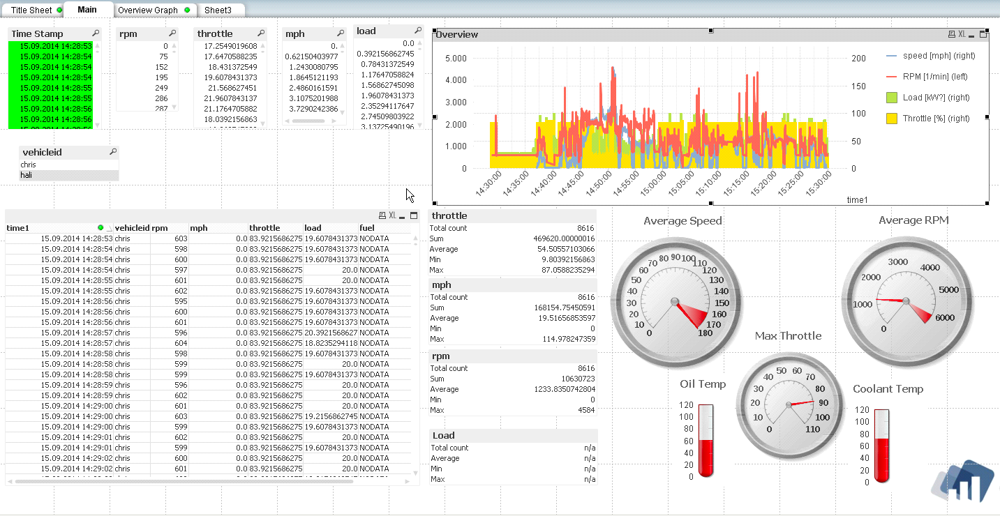 Title Sheet Main Overview Graph Sheet3
Time Stamp
15.09.2014 14:28:53
15.09.2014 14:28:54
15.09.2014 14:28:54
15.09.2014 14:28:54
15.09.2014 14:28:55
15.09.2014 14:28:55
15.09.2014 14:28:56
15.09.2014 14:28:56
rpm
0
75
152
195
249
286
287
throttle
17.2549019608
17.6470588235
18.431372549
19.6078431373
21.568627451
21.9607843137
21.1764705882
18.0392156863
mph
0.
0.62150403977
1.2430080795
1.8645121193
2.4860161591
3.1075201988
3.7290242386
load
0.0
0.392156862745
0.78431372549
1.17647058824
1.56862745098
1.96078431373
2.35294117647
2.74509803922
3.13725490196
vehicleid
chris
hali
Overview
XL
5.000
4.000
3.000
2.000
1.000
0
200
150
100
50
0
14:30:00
14:35:00
14:40:00
14:45:00
14:50:00
14:55:00
15:00:00
15:05:00
15:10:00
15:15:00
15:20:00
15:25:00
15:30:00
time1
speed [mph] (right)
RPM [1/min] (left)
Load [kW?] (right)
Throttle [%] (right)
XL
time1 vehicleid rpm mph throttle load fuel
15.09.2014 14:28:53 chris 603 0.0 83.9215686275 19.6078431373 NODATA
15.09.2014 14:28:54 chris 598 0.0 83.9215686275 19.6078431373 NODATA
15.09.2014 14:28:54 chris 600 0.0 83.9215686275 19.6078431373 NODATA
15.09.2014 14:28:54 chris 597 0.0 83.9215686275 20.0 NODATA
15.09.2014 14:28:55 chris 601 0.0 83.9215686275 20.0 NODATA
15.09.2014 14:28:55 chris 602 0.0 83.9215686275 19.6078431373 NODATA
15.09.2014 14:28:56 chris 595 0.0 83.9215686275 19.6078431373 NODATA
15.09.2014 14:28:56 chris 600 0.0 83.9215686275 19.6078431373 NODATA
15.09.2014 14:28:56 chris 601 0.0 83.9215686275 19.6078431373 NODATA
15.09.2014 14:28:57 chris 596 0.0 83.9215686275 20.3921568627 NODATA
15.09.2014 14:28:57 chris 604 0.0 83.9215686275 18.8235294118 NODATA
15.09.2014 14:28:58 chris 598 0.0 83.9215686275 19.6078431373 NODATA
15.09.2014 14:28:58 chris 599 0.0 83.9215686275 20.0 NODATA
15.09.2014 14:28:58 chris 599 0.0 83.9215686275 19.6078431373 NODATA
15.09.2014 14:28:59 chris 596 0.0 83.9215686275 20.0 NODATA
15.09.2014 14:28:59 chris 602 0.0 83.9215686275 20.0 NODATA
15.09.2014 14:29:00 chris 601 0.0 83.9215686275 20.0 NODATA
15.09.2014 14:29:00 chris 603 0.0 83.9215686275 19.2156862745 NODATA
15.09.2014 14:29:00 chris 599 0.0 83.9215686275 19.6078431373 NODATA
15.09.2014 14:29:01 chris 602 0.0 83.9215686275 20.0 NODATA
15.09.2014 14:29:01 chris 599 0.0 83.9215686275 19.6078431373 NODATA
15.09.2014 14:29:02 chris 600 0.0 83.9215686275 20.0 NODATA
15.09.2014 14:29:02 chris 601 0.0 83.9215686275 20.0 NODATA
throttle
Total count 8616
Sum 469620.00000016
Average 54.50557103066
Min 9.80392156863
Max 87.0588235294
mph
Total count 8616
Sum 168154.75450591
Average 19.51656853597
Min 0
Max 114.978247359
rpm
Total count 8616
Sum 10630723
Average 1233.8350742804
Min 0
Max 4584
Load
Total count n/a
Average n/a
Min n/a
Max n/a
Average Speed
0
10
20
30
40
50
60
70
80
90
100
110
120
130
140
150
160
170
180
Average RPM
0
1000
2000
3000
4000
5000
6000
Max Throttle
0
10
20
30
40
50
60
70
80
90
100
110
Oil Temp
120
100
80
60
40
20
0
Coolant Temp
120
100
80
60
40
20
0